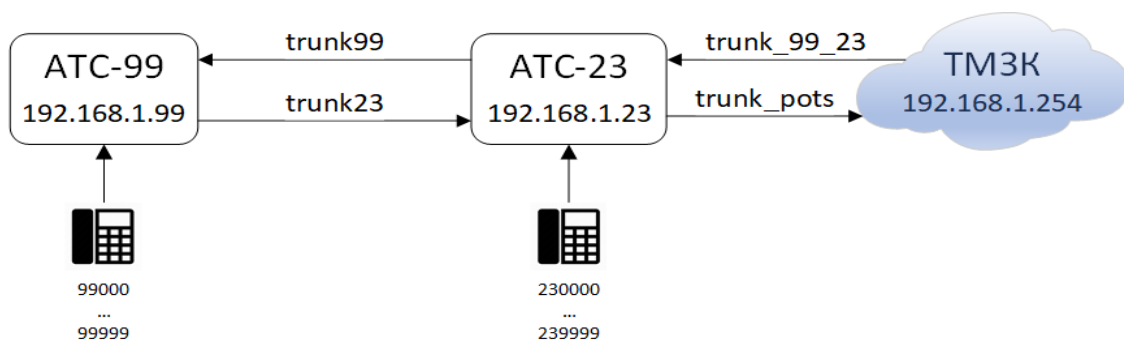 trunk99
trunk_99_23
АТС-99
АТС-23
ТМЗК
192.168.1.99
trunk23
192.168.1.23
trunk_pots
192.168.1.254
99000
...
99999
230000
...
239999